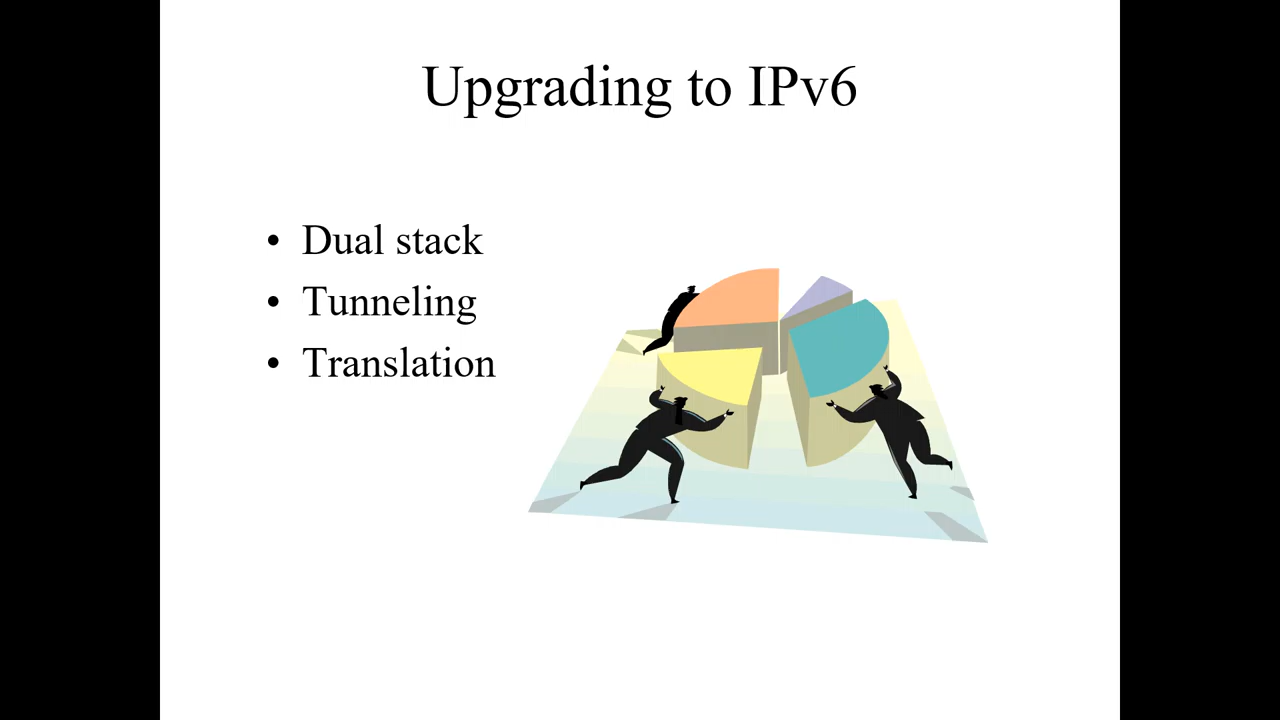 Upgrading to IPv6
• Dual stack
• Tunneling
• Translation